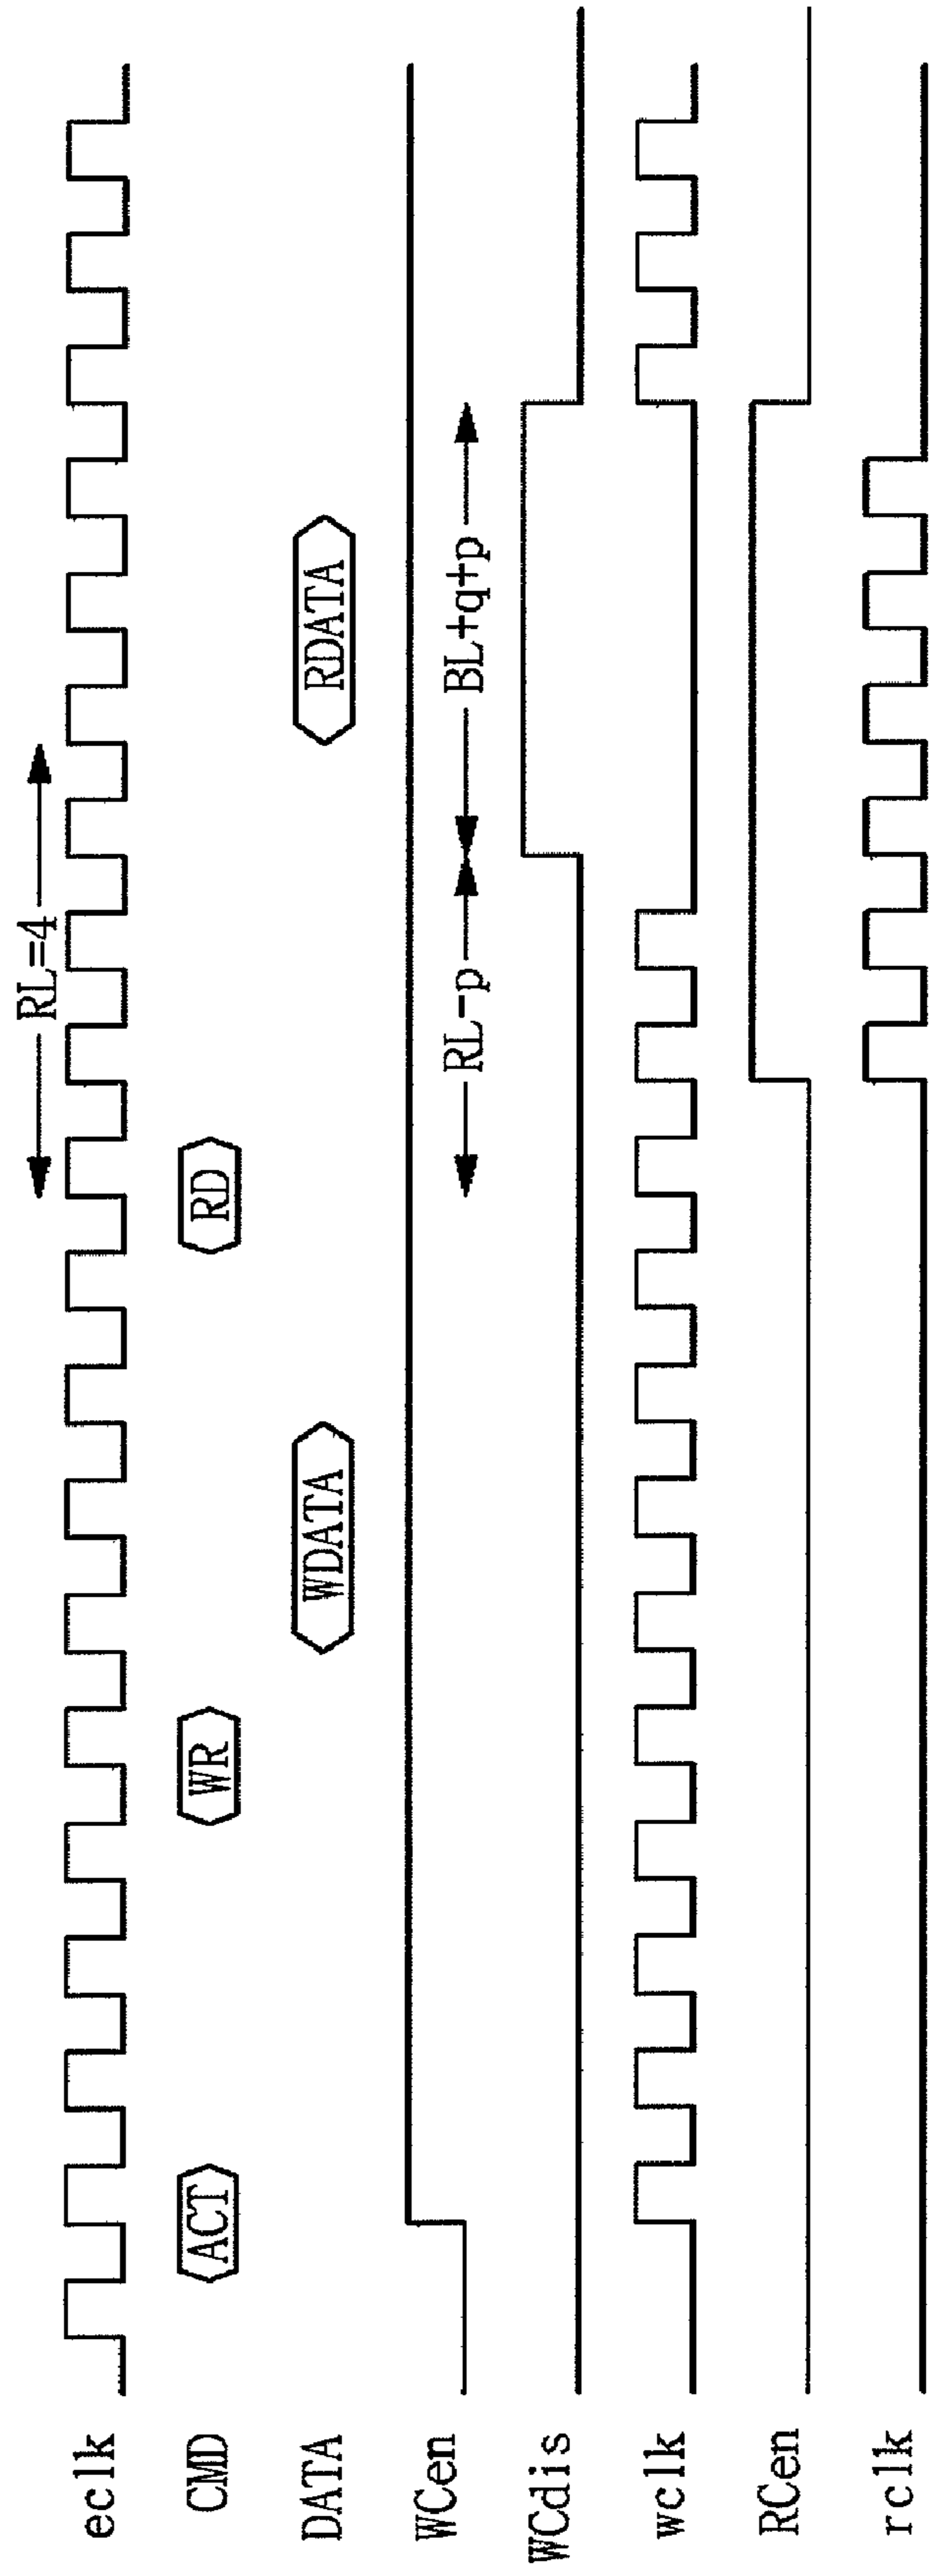 RL=4
eclk
CMD ACT WR RD
DATA WDATA RDATA
WCen
RL-p BL+q+p
WCdis
wclk
RCen
rclk